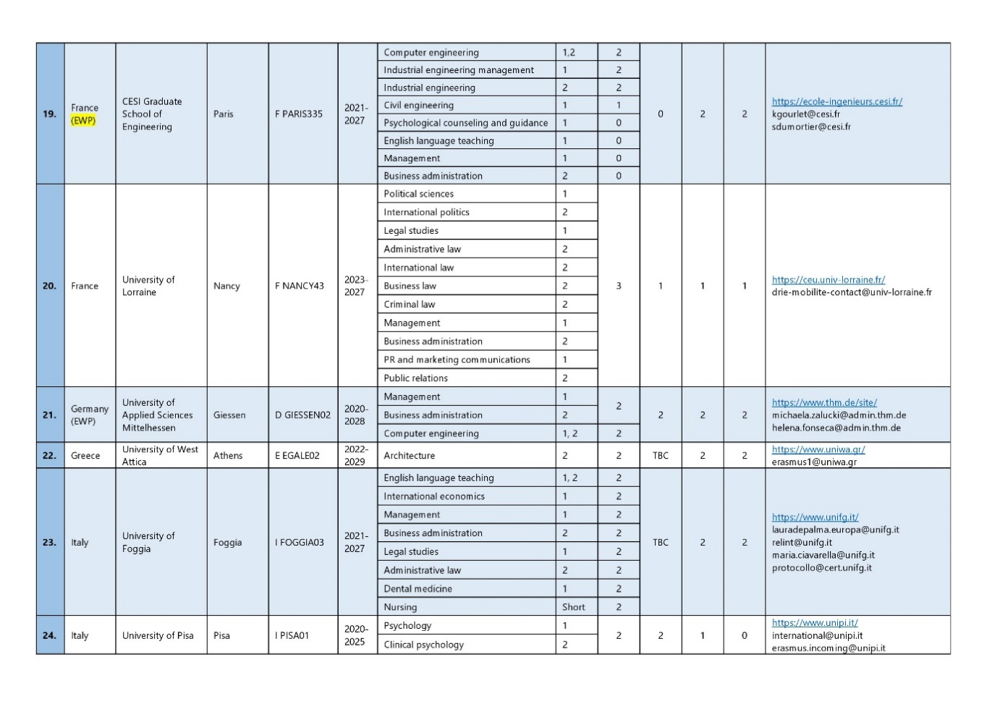 19.
France
(EWP)
CESI Graduate
School of
Engineering
Paris
F PARIS335
2021-
2027
Computer engineering 1,2 2
Industrial engineering management 1 2
Industrial engineering 2 2
Civil engineering 1 1
Psychological counseling and guidance 1 0
English language teaching 1 0
Management 1 0
Business administration 2 0
0 2 2
https://ecole-ingenieurs.cesi.fr/
kgourlet@cesi.fr
sdumortier@cesi.fr
20.
France
University of
Lorraine
Nancy
F NANCY43
2023-
2027
Political sciences 1
International politics 2
Legal studies 1
Administrative law 2
International law 2
Business law 2
Criminal law 2
Management 1
Business administration 2
PR and marketing communications 1
Public relations 2
3 1 1 1
https://ceu.univ-lorraine.fr/
drie-mobilite-contact@univ-lorraine.fr
21.
Germany
(EWP)
University of
Applied Sciences
Mittelhessen
Giessen
D GIESSEN02
2020-
2028
Management 1
Business administration 2
2
Computer engineering 1, 2 2
2 2 2
https://www.thm.de/site/
michaela.zalucki@admin.thm.de
helena.fonseca@admin.thm.de
22.
Greece
University of West
Attica
Athens
E EGALE02
2022-
2029
Architecture 2 2
TBC 2 2
https://www.uniwa.gr/
erasmus1@uniwa.gr
23.
Italy
University of
Foggia
Foggia
I FOGGIA03
2021-
2027
English language teaching 1, 2 2
International economics 1 2
Management 1 2
Business administration 2 2
Legal studies 1 2
Administrative law 2 2
Dental medicine 1 2
Nursing Short 2
TBC 2 2
https://www.unifg.it/
lauradepalma.europa@unifg.it
relint@unifg.it
maria.ciavarella@unifg.it
protocollo@cert.unifg.it
24.
Italy
University of Pisa
Pisa
I PISA01
2020-
2025
Psychology 1
Clinical psychology 2
2 2 1 0
https://www.unipi.it/
international@unipi.it
erasmus.incoming@unipi.it